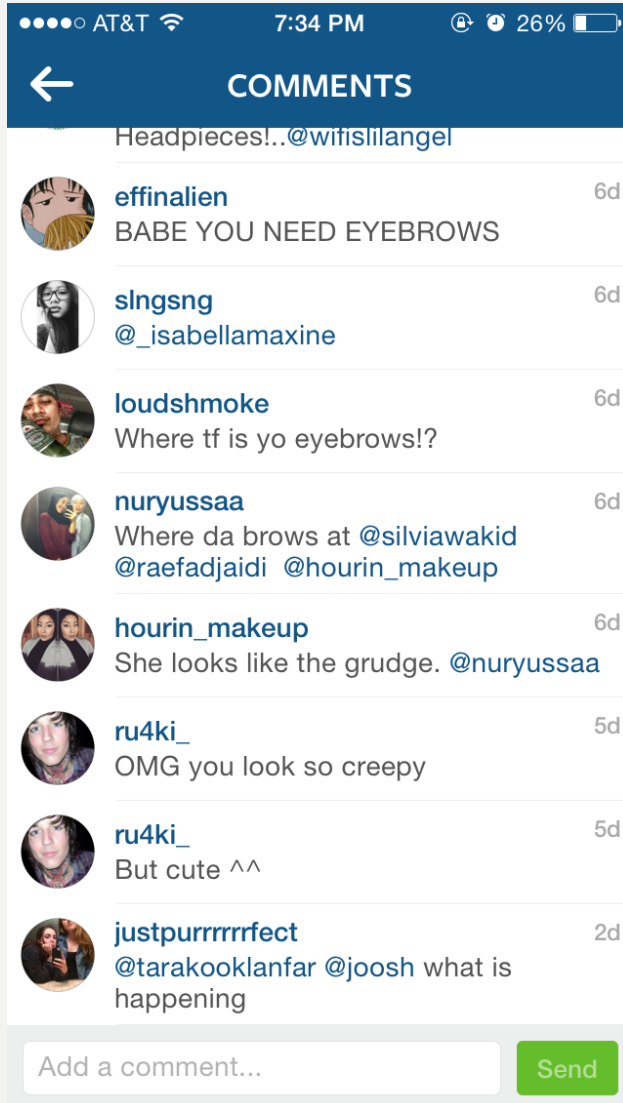 AT&T 7:34 PM 26%
COMMENTS
Headpieces!..@wifislilangel
effinalien 6d
BABE YOU NEED EYEBROWS
slngsng 6d
@_isabellamaxine
loudshmoke 6d
Where tf is yo eyebrows!?
nuryussaa 6d
Where da brows at @silviawakid
@raefadjaidi @hourin_makeup
hourin_makeup 6d
She looks like the grudge. @nuryussaa
ru4ki_ 5d
OMG you look so creepy
ru4ki_ 5d
But cute ^^
justpurrrrrrfect 2d
@tarakooklanfar @joosh what is
happening
Add a comment... Send